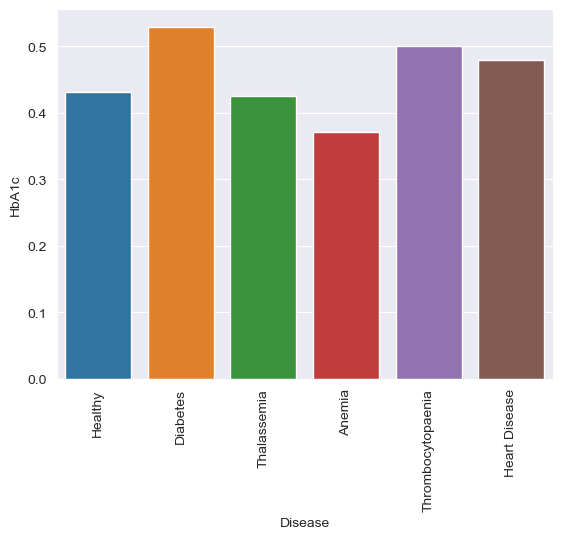 HbA1c
0.5
0.4
0.3
0.2
0.1
0.0
Healthy
Diabetes
Thalassemia
Anemia
Thrombocytopaenia
Heart Disease
Disease